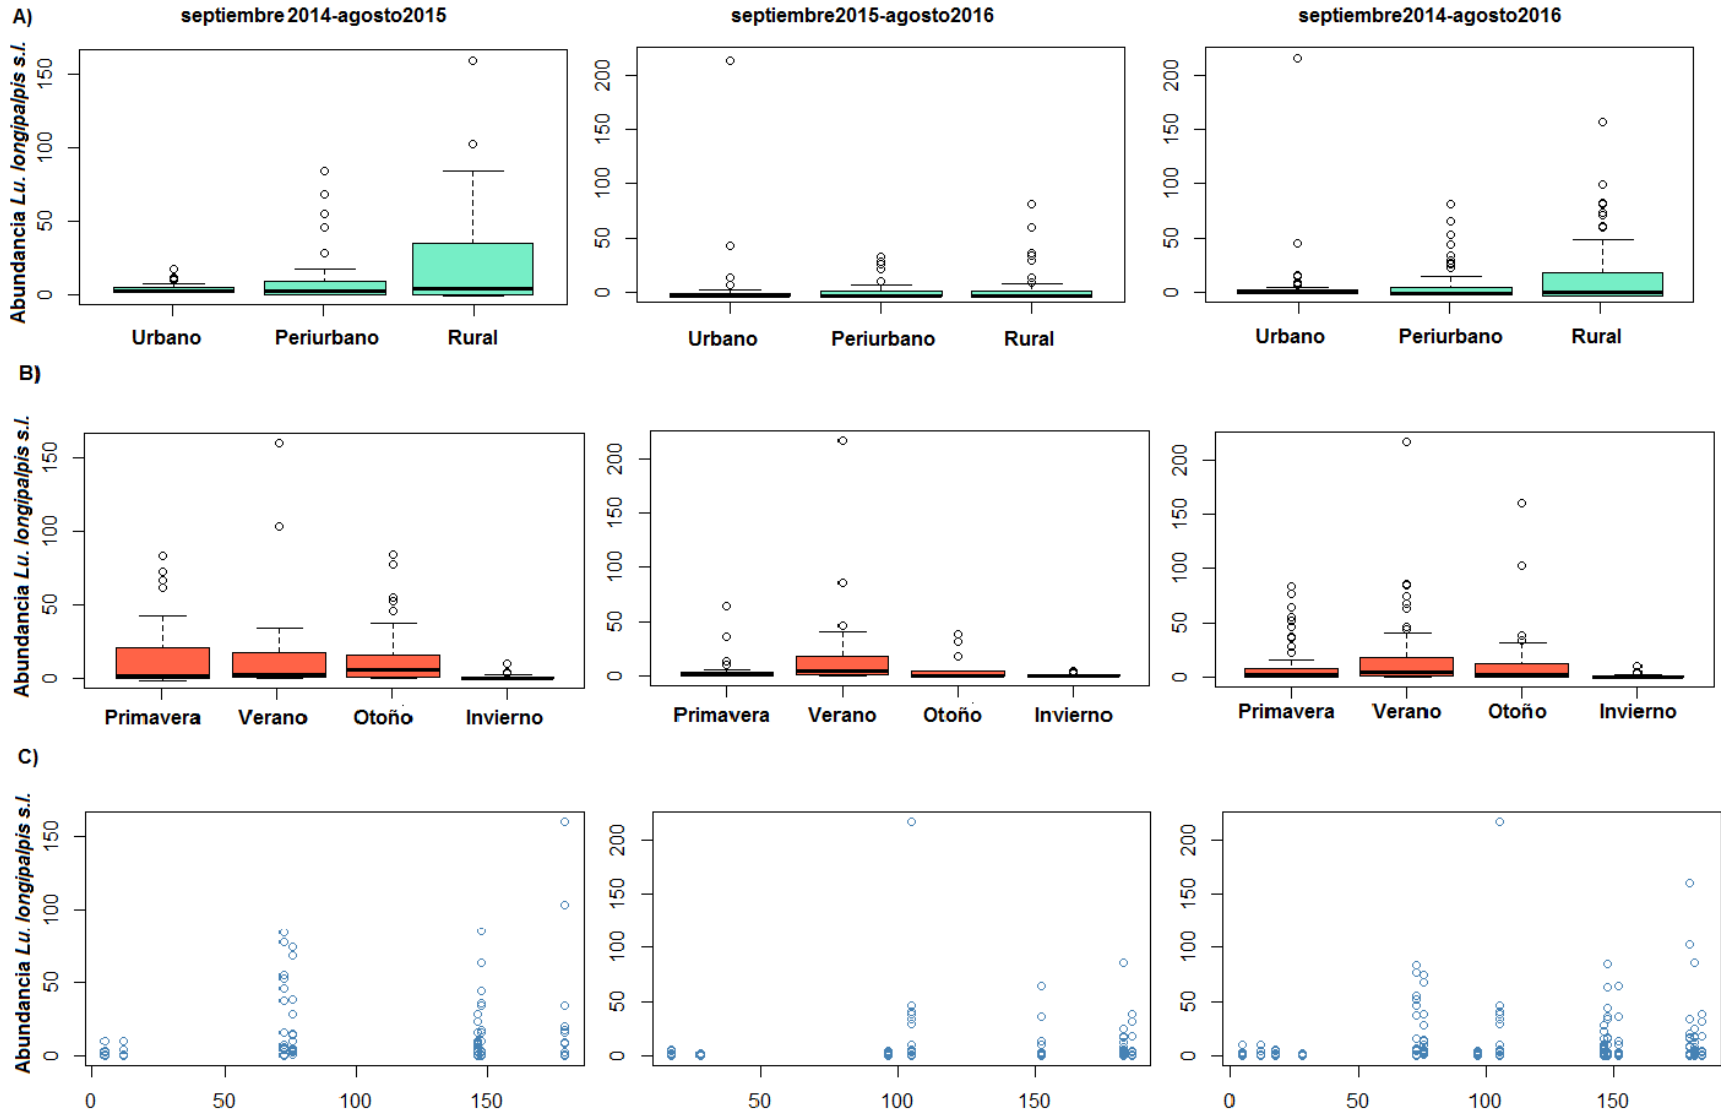 A)
septiembre 2014-agosto2015
septiembre2015-agosto2016
septiembre2014-agosto2016
Abundancia Lu. longipalpis s.l.
0 50 100 150
0 50 100 150 200
0 50 100 150 200
Urbano Periurbano Rural
Urbano Periurbano Rural
Urbano Periurbano Rural
B)
Abundancia Lu. longipalpis s.l.
0 50 100 150
0 50 100 150 200
0 50 100 150 200
Primavera Verano Otoño Invierno
Primavera Verano Otoño Invierno
Primavera Verano Otoño Invierno
C)
Abundancia Lu. longipalpis s.l.
0 50 100 150
0 50 100 150 200
0 50 100 150 200
0 50 100 150
50 100 150
0 50 100 150